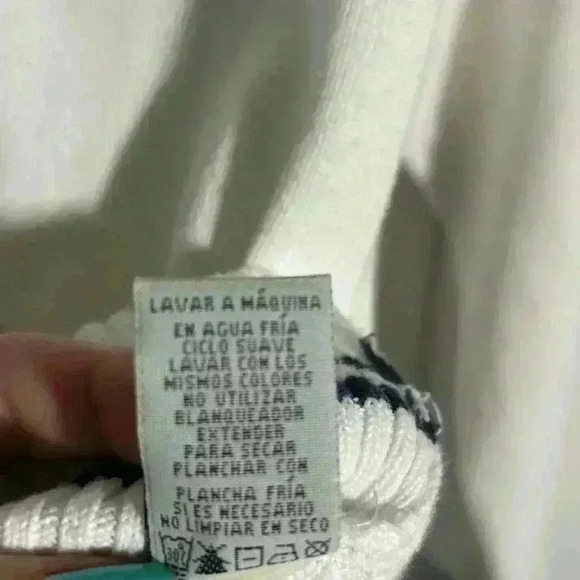 LAVAR A MÁQUINA
EN AGUA FRÍA
CICLO SUAVE
LAVAR CON LOS
MISMOS COLORES
NO UTILIZAR
BLANQUEADOR
EXTENDER
PARA SECAR
PLANCHAR CON
PLANCHA FRÍA
SI ES NECESARIO
NO LIMPIAR EN SECO